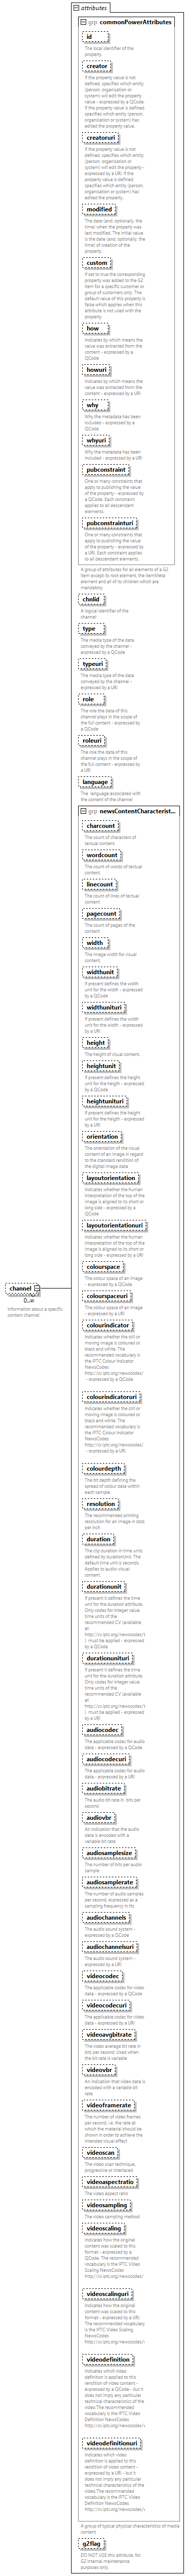 attributes
grp commonPowerAttributes
id
The local identifier of the
property.
creator
If the property value is not
defined, specifies which entity
(person, organisation or
system) will edit the property
value - expressed by a QCode.
If the property value is defined,
specifies which entity (person,
organisation or system) has
edited the property value.
creatoruri
If the property value is not
defined, specifies which entity
(person, organisation or
system) will edit the property -
expressed by a URI. If the
property value is defined,
specifies which entity (person,
organisation or system) has
edited the property.
modified
The date (and, optionally, the
time) when the property was
last modified. The initial value
is the date (and, optionally, the
time) of creation of the
property.
custom
If set to true the corresponding
property was added to the G2
Item for a specific customer or
group of customers only. The
default value of this property is
false which applies when this
attribute is not used with the
property.
how
Indicates by which means the
value was extracted from the
content - expressed by a
QCode
howuri
Indicates by which means the
value was extracted from the
content - expressed by a URI
why
Why the metadata has been
included - expressed by a
QCode
whyuri
Why the metadata has been
included - expressed by a URI
pubconstraint
One or many constraints that
apply to publishing the value
of the property - expressed by
a QCode. Each constraint
applies to all descendant
elements.
pubconstrainturi
One or many constraints that
apply to publishing the value
of the property - expressed by
a URI. Each constraint applies
to all descendant elements.
A group of attributes for all elements of a G2
Item except its root element, the itemMeta
element and all of its children which are
mandatory.
chnlid
A logical identifier of the
channel
type
The media type of the data
conveyed by the channel -
expressed by a QCode
typeuri
The media type of the data
conveyed by the channel -
expressed by a URI
role
The role the data of this
channel plays in the scope of
the full content - expressed by
a QCode
roleuri
The role the data of this
channel plays in the scope of
the full content - expressed by
a URI
language
The language associated with
the content of the channel
grp newsContentCharacterist...
charcount
The count of characters of
textual content.
wordcount
The count of words of textual
content.
linecount
The count of lines of textual
content
pagecount
The count of pages of the
content
width
The image width for visual
content.
widthunit
If present defines the width
unit for the width - expressed
by a QCode
widthunituri
If present defines the width
unit for the width - expressed
by a URI
height
The height of visual content.
heightunit
If present defines the height
unit for the heigth - expressed
by a QCode
heightunituri
If present defines the height
unit for the heigth - expressed
by a URI
orientation
The orientation of the visual
content of an image in regard
to the standard rendition of
the digital image data
layoutorientation
Indicates whether the human
interpretation of the top of the
image is aligned to its short or
long side - expressed by a
QCode
layoutorientationuri
Indicates whether the human
interpretation of the top of the
image is aligned to its short or
long side - expressed by a URI
colourspace
The colour space of an image
- expressed by a QCode
colourspaceuri
The colour space of an image
- expressed by a URI
colourindicator
Indicates whether the still or
moving image is coloured or
black and white. The
recommended vocabulary is
the IPTC Colour Indicator
NewsCodes
http://cv.iptc.org/newscodes/
- expressed by a QCode
colourindicatoruri
Indicates whether the still or
moving image is coloured or
black and white. The
recommended vocabulary is
the IPTC Colour Indicator
NewsCodes
http://cv.iptc.org/newscodes/
- expressed by a URI
colourdepth
The bit depth defining the
spread of colour data within
each sample.
resolution
The recommended printing
resolution for an image in dots
per inch
duration
The clip duration in time units
defined by durationUnit. The
default time unit is seconds.
Applies to audio-visual
content.
durationunit
If present it defines the time
unit for the duration attribute.
Only codes for integer value
time units of the
recommended CV (available
at
http://cv.iptc.org/newscodes/t
) must be applied - expressed
by a QCode
durationunituri
If present it defines the time
unit for the duration attribute.
Only codes for integer value
time units of the
recommended CV (available
at
http://cv.iptc.org/newscodes/t
) must be applied - expressed
by a URI
audiocodec
The applicable codec for audio
data - expressed by a QCode
audiocodecuri
The applicable codec for audio
data - expressed by a URI
audiobitrate
The audio bit rate in bits per
second
audiovbr
An indication that the audio
data is encoded with a
variable bit rate
audiosamplesize
The number of bits per audio
sample
audiosamplerate
The number of audio samples
per second, expressed as a
sampling frequency in Hz
audiochannels
The audio sound system -
expressed by a QCode
audiochannelsuri
The audio sound system -
expressed by a URI
videocodec
The applicable codec for video
data - expressed by a QCode
videocodecuri
The applicable codec for video
data - expressed by a URI
videoavgbitrate
The video average bit rate in
bits per second. Used when
the bit rate is variable
videovbr
An indication that video data is
encoded with a variable bit
rate
videoframerate
The number of video frames
per second, i.e. the rate at
which the material should be
shown in order to achieve the
intended visual effect
videoscan
The video scan technique,
progressive or interlaced
videoaspectratio
The video aspect ratio
videosampling
The video sampling method
videoscaling
Indicates how the original
content was scaled to this
format - expressed by a
QCode. The recommended
vocabulary is the IPTC Video
Scaling NewsCodes
http://cv.iptc.org/newscodes/
videoscalinguri
Indicates how the original
content was scaled to this
format - expressed by a URI.
The recommended vocabulary
is the IPTC Video Scaling
NewsCodes
http://cv.iptc.org/newscodes/
videodefinition
Indicates which video
definition is applied to this
rendition of video content -
expressed by a QCode - but it
does not imply any particular
technical characteristics of the
video.The recommended
vocabulary is the IPTC Video
Definition NewsCodes
http://cv.iptc.org/newscodes/v
videodefinitionuri
Indicates which video
definition is applied to this
rendition of video content -
expressed by a URI - but it
does not imply any particular
technical characteristics of the
video.The recommended
vocabulary is the IPTC Video
Definition NewsCodes
http://cv.iptc.org/newscodes/v
A group of typical physical characteristics of media
content
g2flag
DO NOT USE this attribute, for
G2 internal maintenance
purposes only.
channel
0..∞
Information about a specific
content channel.